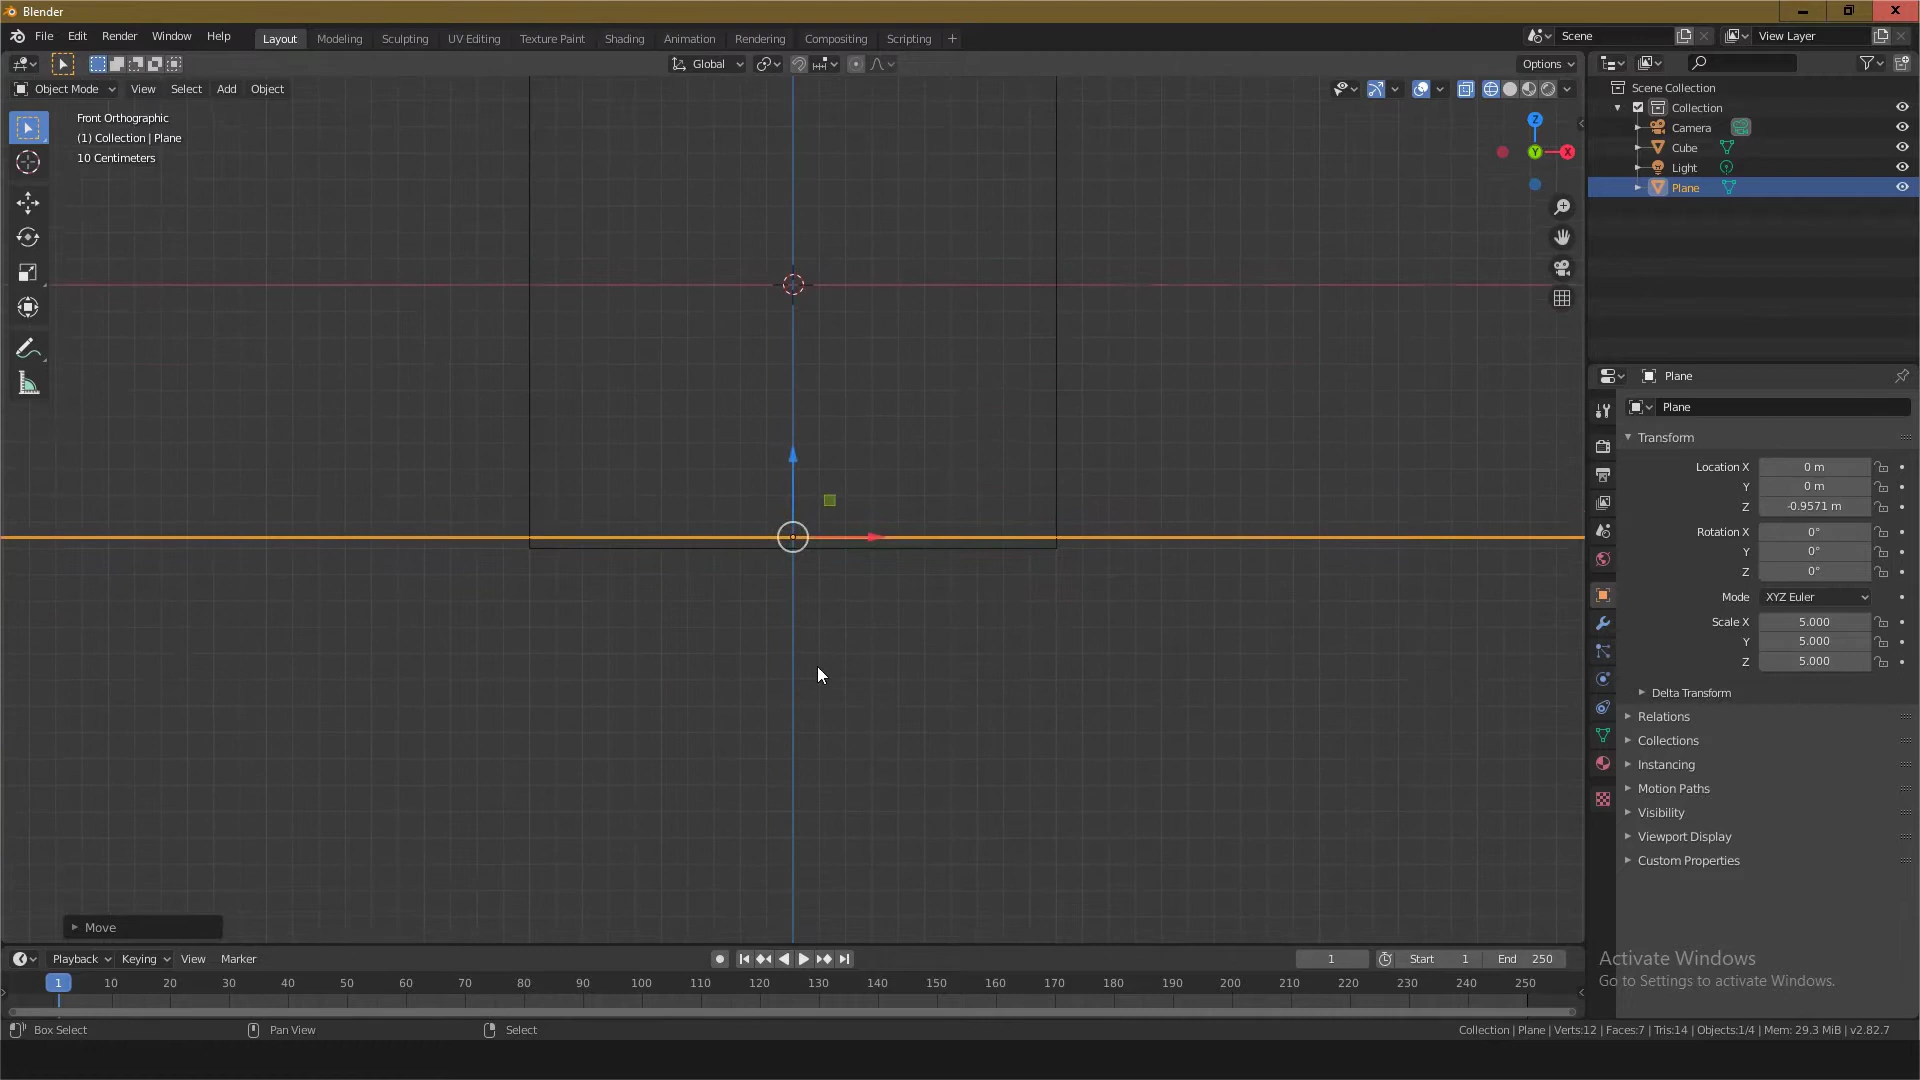 Blender
File Edit Render Window Help
Layout Modeling Sculpting UV Editing Texture Paint Shading Animation Rendering Compositing Scripting +
Scene View Layer
Global Options
Object Mode View Select Add Object
Front Orthographic
(1) Collection | Plane
10 Centimeters
Z
Y
X
Scene Collection
Collection
Camera
Cube
Light
Plane
Plane
Plane
Transform
Location X 0 m
Y 0 m
Z -0.9571 m
Rotation X 0°
Y 0°
Z 0°
Mode XYZ Euler
Scale X 5.000
Y 5.000
Z 5.000
Delta Transform
Relations
Collections
Instancing
Motion Paths
Visibility
Viewport Display
Custom Properties
Activate Windows
Go to Settings to activate Windows.
Move
Playback Keying View Marker 1 Start 1 End 250
1 10 20 30 40 50 60 70 80 90 100 110 120 130 140 150 160 170 180 190 200 210 220 230 240 250
Box Select Pan View Select
Collection | Plane | Verts:12 | Faces:7 | Tris:14 | Objects:1/4 | Mem: 29.3 MiB | v2.82.7